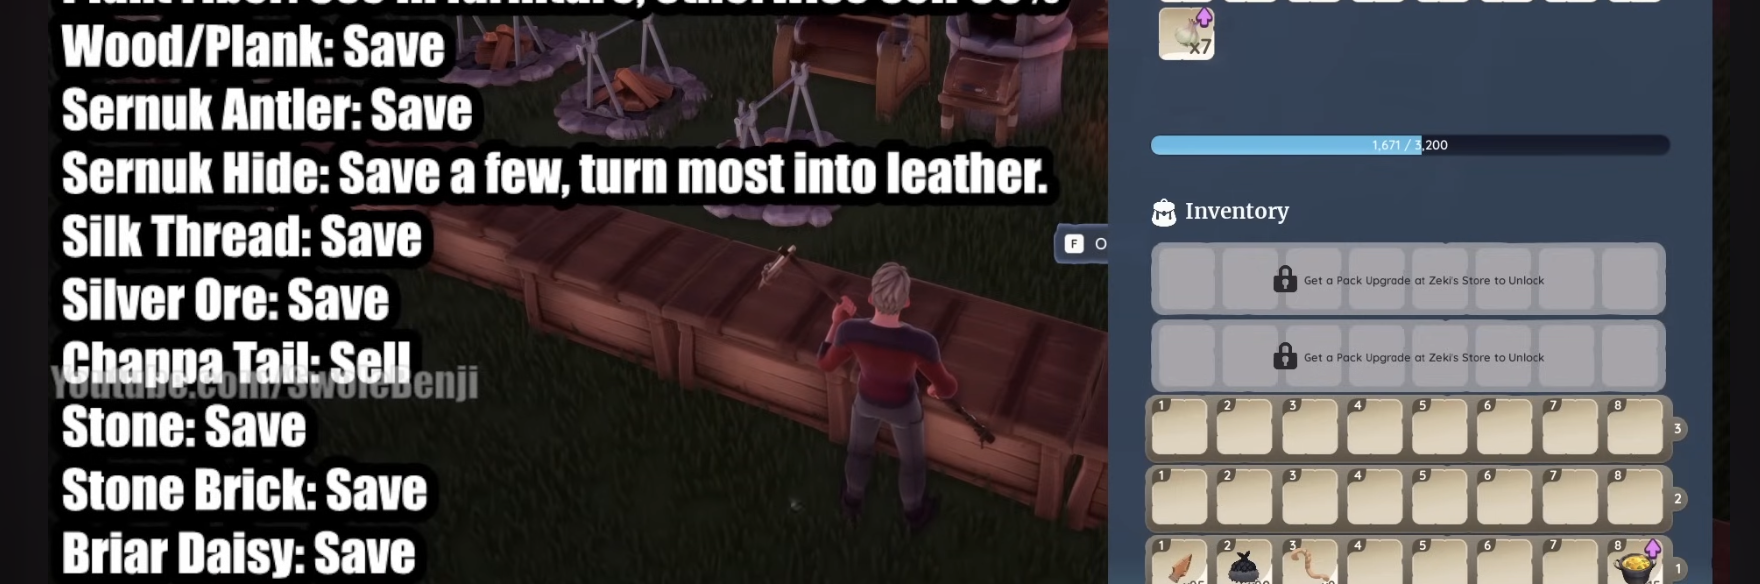 Wood/Plank: Save
Sernuk Antler: Save
Sernuk Hide: Save a few, turn most into leather.
Silk Thread: Save
Silver Ore: Save
Chappa Tail: Sell
Youtube.com/SwoleBenji
Stone: Save
Stone Brick: Save
Briar Daisy: Save
F O
x7
1,671 / 3,200
Inventory
Get a Pack Upgrade at Zeki's Store to Unlock
Get a Pack Upgrade at Zeki's Store to Unlock
1 2 3 4 5 6 7 8 3
1 2 3 4 5 6 7 8 2
1 2 3 4 5 6 7 8 1